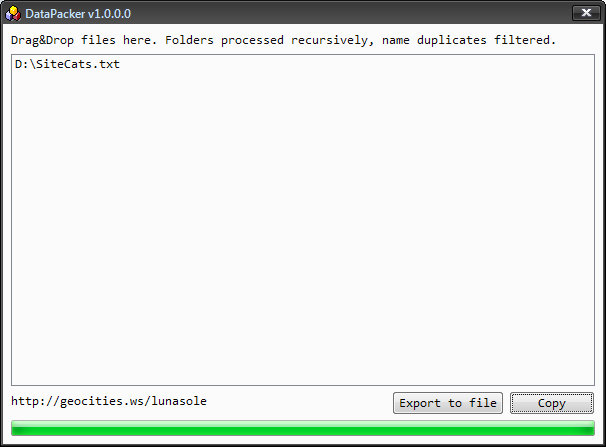 DataPacker v1.0.0.0
Drag&Drop files here. Folders processed recursively, name duplicates filtered.
D:\SiteCats.txt
http://geocities.ws/lunasole
Export to file
Copy